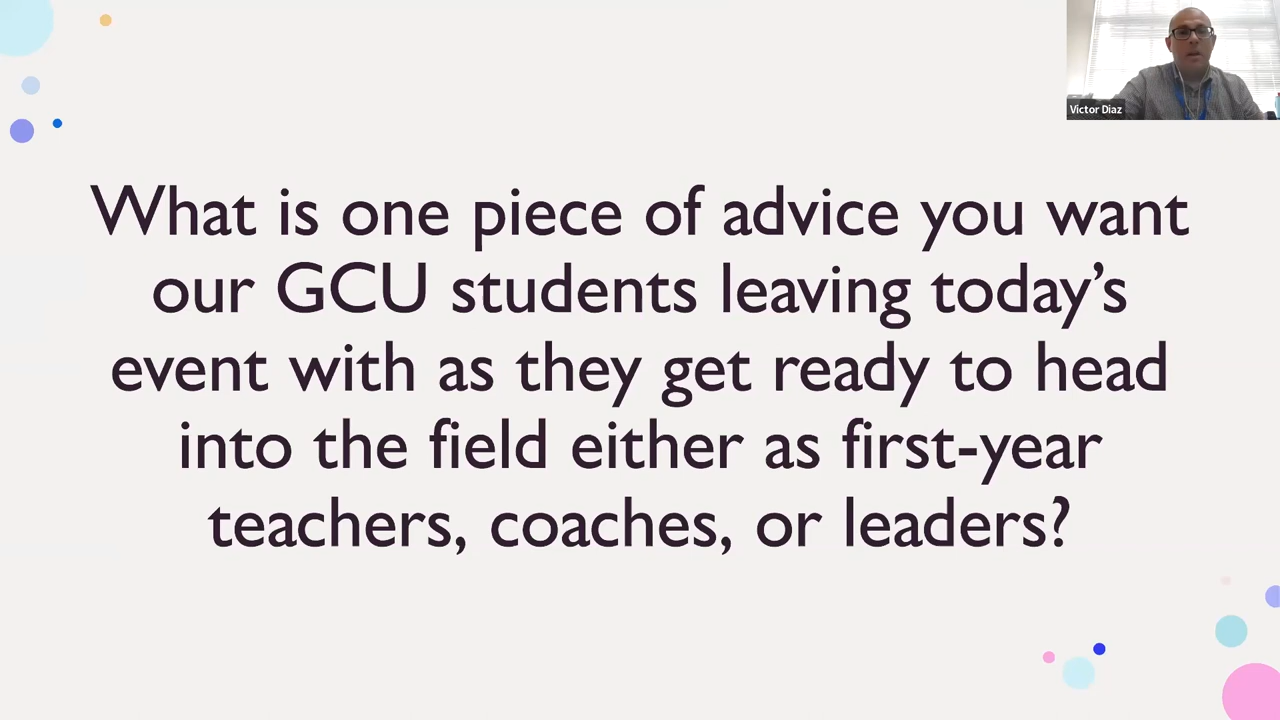 Victor Diaz
What is one piece of advice you want
our GCU students leaving today’s
event with as they get ready to head
into the field either as first-year
teachers, coaches, or leaders?